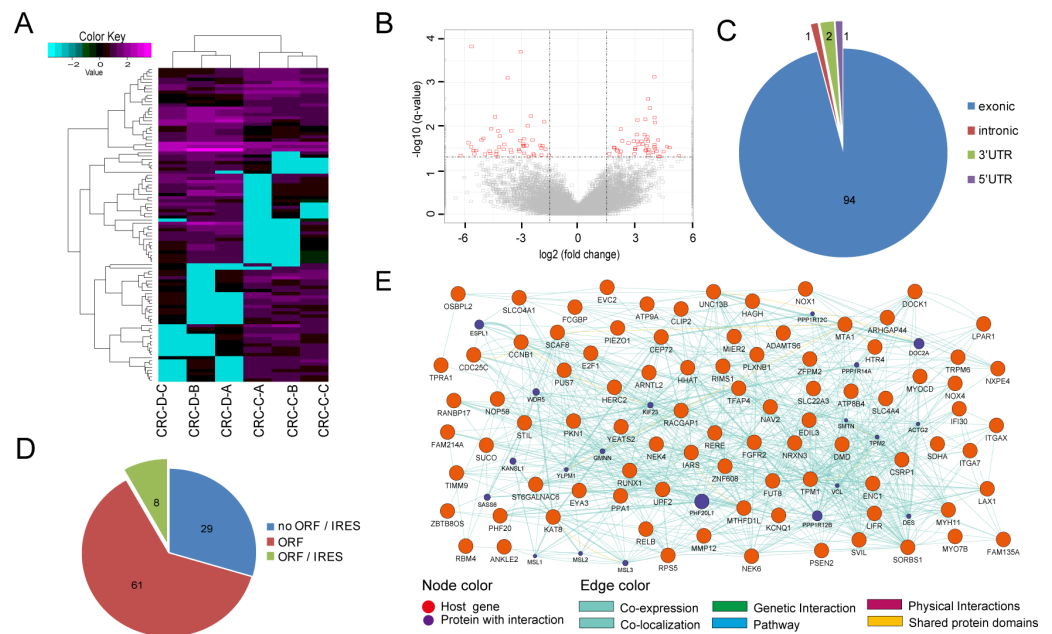 A
Color Key
−2 0 2
Value
CRC-D-C
CRC-D-B
CRC-D-A
CRC-C-A
CRC-C-B
CRC-C-C
B
-log10 (q-value)
4
3
2
1
0
-6 -3 0 3 6
log2 (fold change)
C
1 2 1
94
exonic
intronic
3'UTR
5'UTR
D
8
29
61
no ORF / IRES
ORF
ORF / IRES
E
OSBPL2
SLCO4A1
EVC2
FCGBP
ATP9A
CLIP2
UNC13B
HAGH
NOX1
PPP1R12C
DOCK1
ARHGAP44
LPAR1
ESPL1
CCNB1
SCAF8
PIEZO1
CEP72
MIER2
ADAMTS6
MTA1
HTR4
DOC2A
TRPM6
NXPE4
TPRA1
CDC25C
PUS7
E2F1
ARNTL2
HHAT
RIMS1
PLXNB1
ZFPM2
PPP1R14A
MYOCD
NOX4
RANBP17
NOP58
WDR5
HERC2
KIF23
RACGAP1
TFAP4
NAV2
SLC22A3
ATP8B4
SLC4A4
IFI30
ITGAX
FAM214A
SUCO
STIL
PKN1
YEATS2
GMNN
NEK4
RERE
FGFR2
NRXN3
EDIL3
SMTN
DMD
TPM2
ACTG2
CSRP1
SDHA
ITGA7
TIMM9
KANSL1
YLPM1
IARS
RUNX1
ZNF608
FUT8
TPM1
VCL
ENC1
LAX1
ZBTB8OS
SASS6
ST6GALNAC6
EYA3
PPA1
UPF2
PHF20L1
MTHFD1L
KCNQ1
PPP1R12B
LIFR
DES
MYH11
PHF20
KAT8
RELB
MMP12
RBM4
ANKLE2
MSL1
MSL2
MSL3
RPS5
NEK6
PSEN2
SVIL
SORBS1
MYO7B
FAM135A
Node color
Host gene
Protein with interaction
Edge color
Co-expression
Co-localization
Genetic Interaction
Pathway
Physical Interactions
Shared protein domains